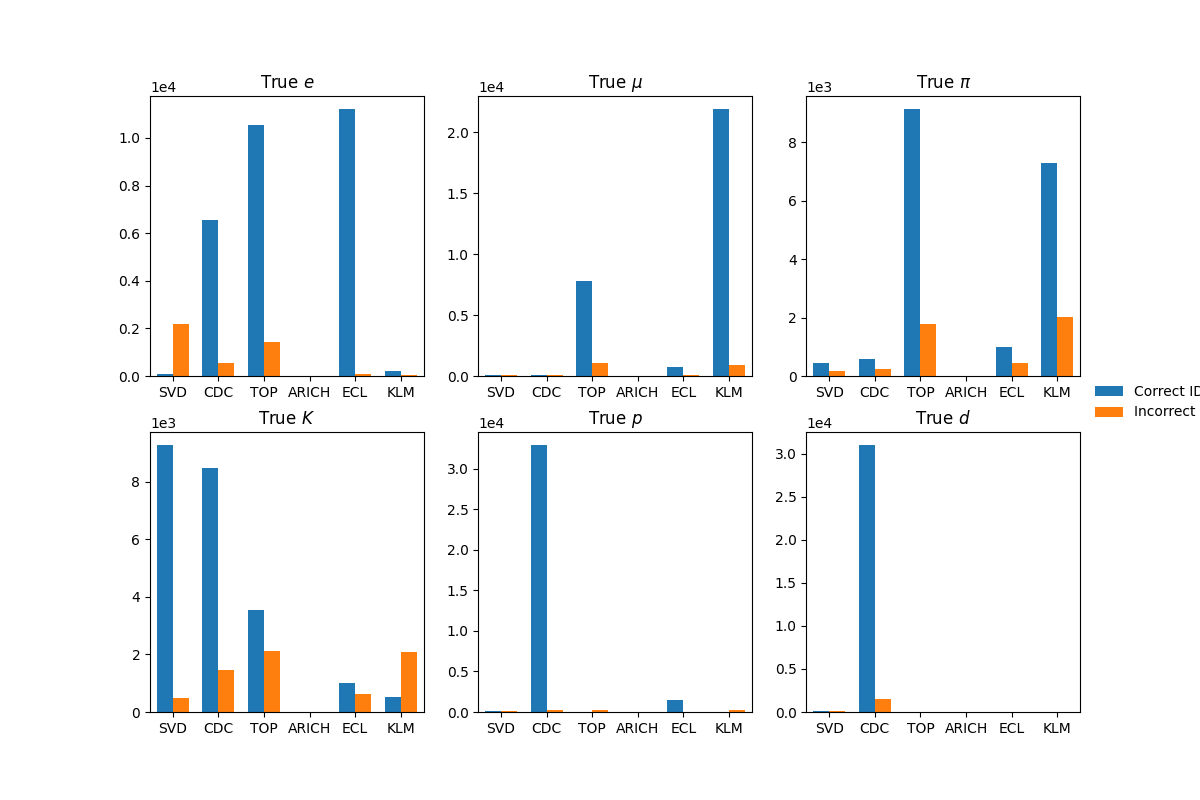 True e
True μ
True π
1e4
1e4
1e3
1.0
0.8
0.6
0.4
0.2
0.0
2.0
1.5
1.0
0.5
0.0
8
6
4
2
0
SVD CDC TOP ARICH ECL KLM
SVD CDC TOP ARICH ECL KLM
SVD CDC TOP ARICH ECL KLM
Correct ID
Incorrect
True K
True p
True d
1e3
1e4
1e4
8
6
4
2
0
3.0
2.5
2.0
1.5
1.0
0.5
0.0
3.0
2.5
2.0
1.5
1.0
0.5
0.0
SVD CDC TOP ARICH ECL KLM
SVD CDC TOP ARICH ECL KLM
SVD CDC TOP ARICH ECL KLM